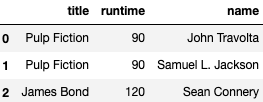 title runtime name
0 Pulp Fiction 90 John Travolta
1 Pulp Fiction 90 Samuel L. Jackson
2 James Bond 120 Sean Connery